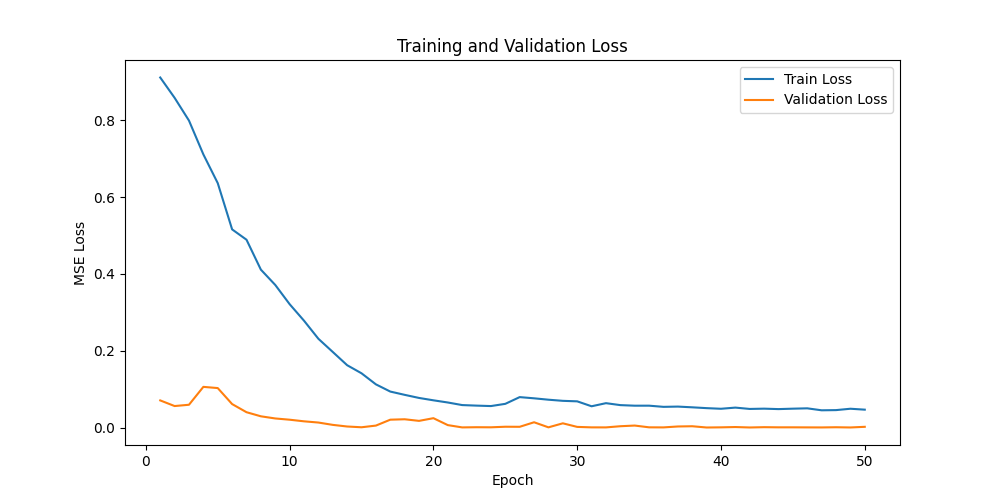 Training and Validation Loss
Train Loss
Validation Loss
MSE Loss
0.8
0.6
0.4
0.2
0.0
0 10 20 30 40 50
Epoch